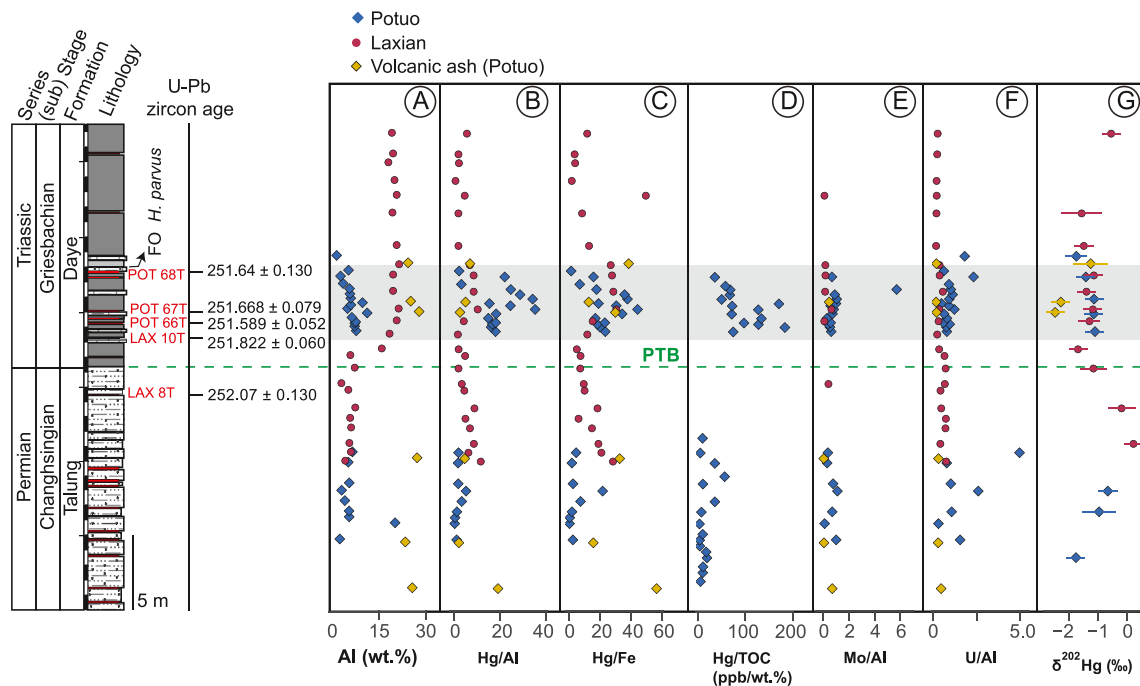 Potuo
Laxian
Volcanic ash (Potuo)
Series
(sub) Stage
Formation
Lithology
U-Pb
zircon age
A
B
C
D
E
F
G
Triassic
Griesbachian
Daye
FO H. parvus
POT 68T
251.64 ± 0.130
POT 67T
251.668 ± 0.079
POT 66T
251.589 ± 0.052
LAX 10T
251.822 ± 0.060
PTB
LAX 8T
252.07 ± 0.130
Permian
Changhsingian
Talung
5 m
0 15 30
0 20 40
0 20 40 60
0 100 200
0 2 4 6
0 5.0
−2 −1 0
Al (wt.%)
Hg/Al
Hg/Fe
Hg/TOC
(ppb/wt.%)
Mo/Al
U/Al
δ²⁰²Hg (‰)